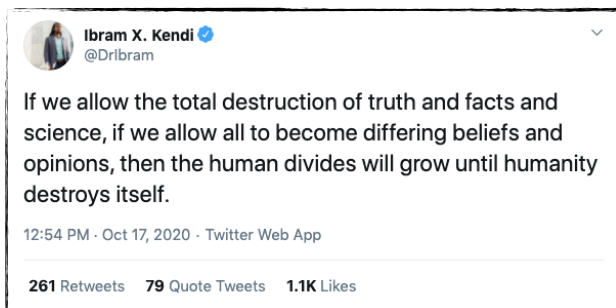 Ibram X. Kendi
@DrIbram
If we allow the total destruction of truth and facts and
science, if we allow all to become differing beliefs and
opinions, then the human divides will grow until humanity
destroys itself.
12:54 PM · Oct 17, 2020 · Twitter Web App
261 Retweets 79 Quote Tweets 1.1K Likes